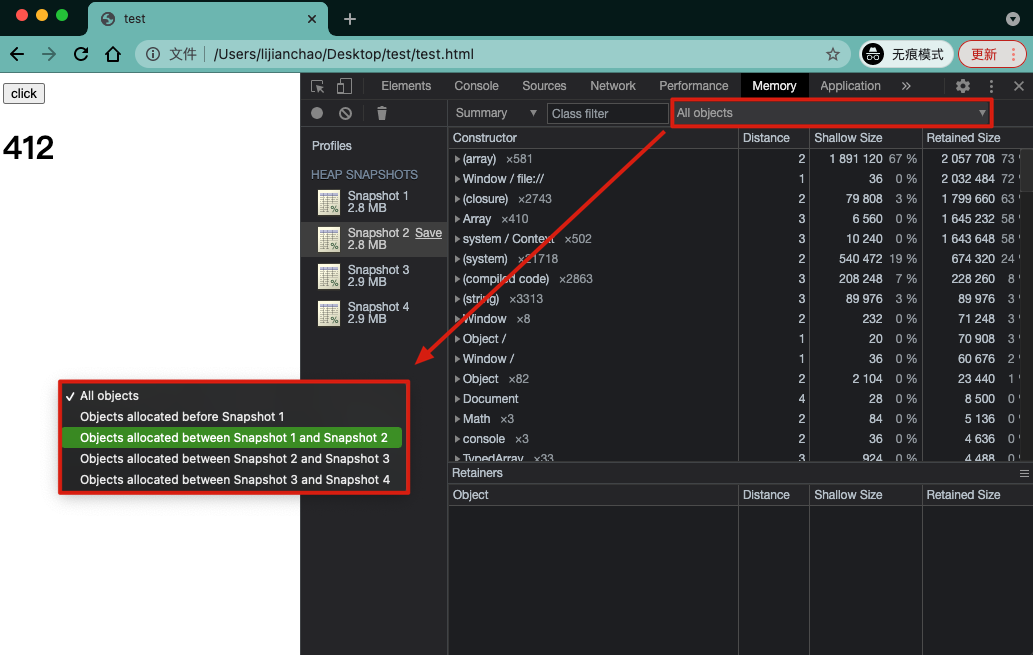 test
文件 /Users/lijianchao/Desktop/test/test.html 无痕模式 更新
click
412
Elements Console Sources Network Performance Memory Application »
Summary Class filter All objects
Profiles
HEAP SNAPSHOTS
Snapshot 1
2.8 MB
Snapshot 2 Save
2.8 MB
Snapshot 3
2.9 MB
Snapshot 4
2.9 MB
Constructor Distance Shallow Size Retained Size
(array) ×581 2 1 891 120 67 % 2 057 708 73
Window / file:// 1 36 0 % 2 032 484 72
(closure) ×2743 2 79 808 3 % 1 799 660 63
Array ×410 3 6 560 0 % 1 645 232 58
system / Context ×502 3 10 240 0 % 1 643 648 58
(system) ×21718 2 540 472 19 % 674 320 24
(compiled code) ×2863 3 208 248 7 % 228 260 8
(string) ×3313 3 89 976 3 % 89 976 3
Window ×8 2 232 0 % 71 248 3
Object / 1 20 0 % 70 908 3
Window / 1 36 0 % 60 676 2
Object ×82 2 2 104 0 % 23 440 1
Document 4 28 0 % 8 500 0
Math ×3 2 84 0 % 5 136 0
console ×3 2 36 0 % 4 636 0
TypedArray ×33 3 924 0 % 4 488 0
Retainers
Object Distance Shallow Size Retained Size
✓ All objects
Objects allocated before Snapshot 1
Objects allocated between Snapshot 1 and Snapshot 2
Objects allocated between Snapshot 2 and Snapshot 3
Objects allocated between Snapshot 3 and Snapshot 4